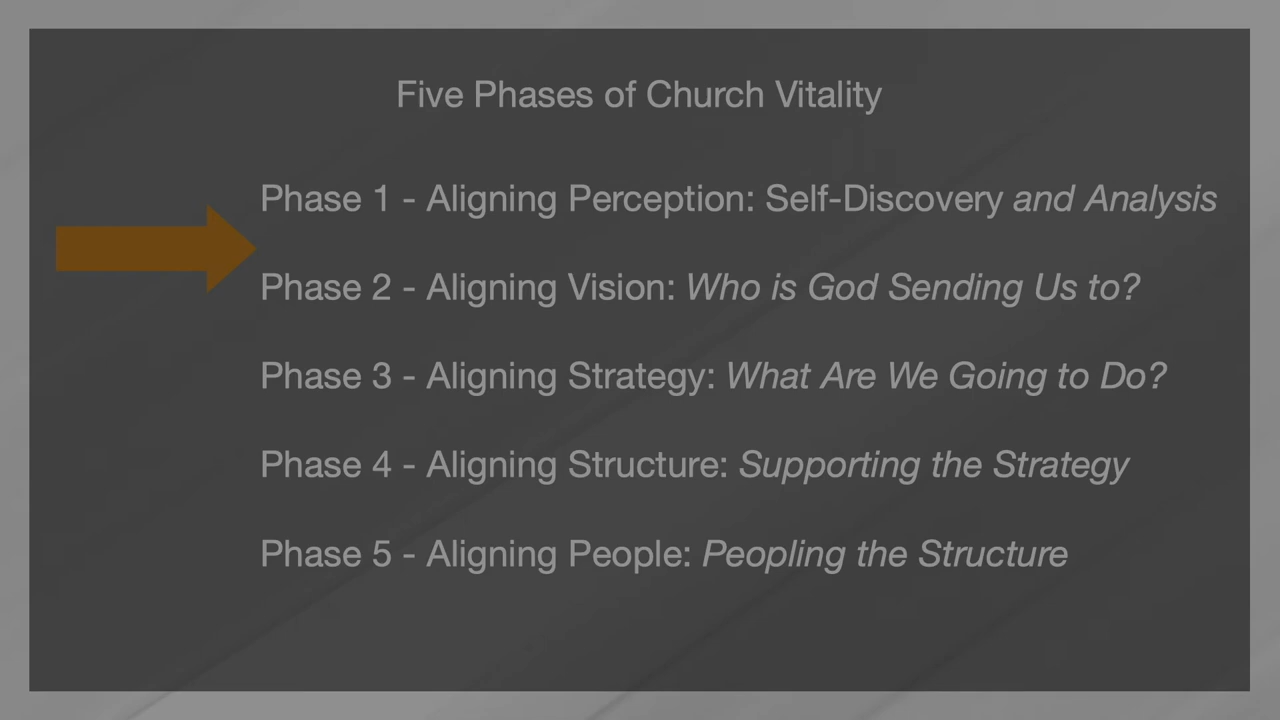 Five Phases of Church Vitality
Phase 1 - Aligning Perception: Self-Discovery and Analysis
Phase 2 - Aligning Vision: Who is God Sending Us to?
Phase 3 - Aligning Strategy: What Are We Going to Do?
Phase 4 - Aligning Structure: Supporting the Strategy
Phase 5 - Aligning People: Peopling the Structure